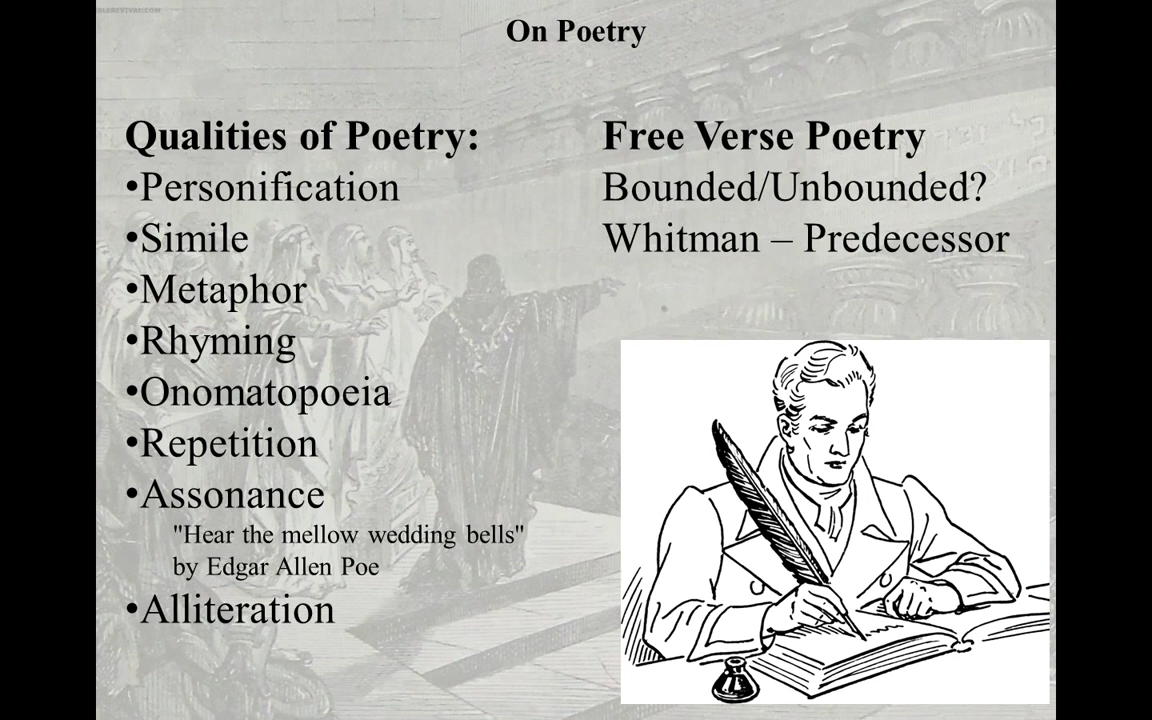 On Poetry
Qualities of Poetry:
•Personification
•Simile
•Metaphor
•Rhyming
•Onomatopoeia
•Repetition
•Assonance
"Hear the mellow wedding bells"
by Edgar Allen Poe
•Alliteration
Free Verse Poetry
Bounded/Unbounded?
Whitman – Predecessor